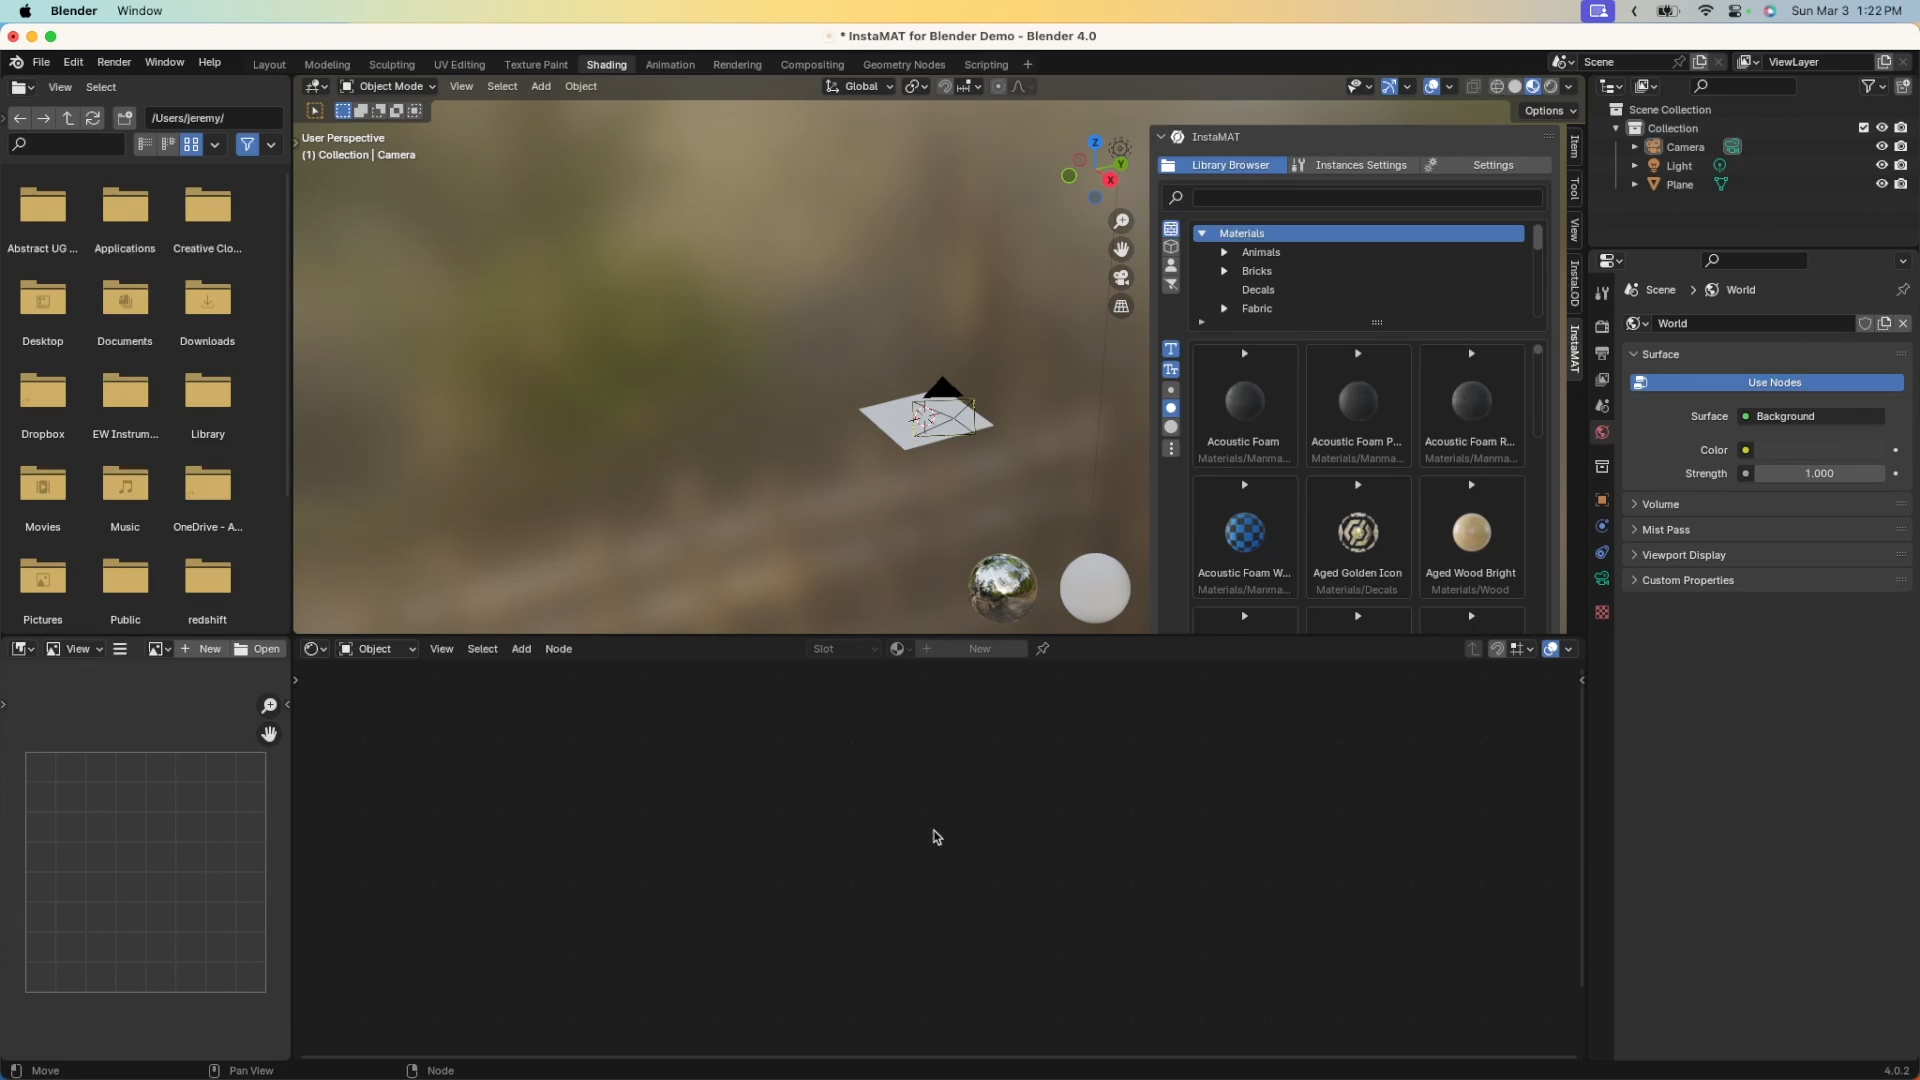 Blender Window Sun Mar 3 1:22 PM
* InstaMAT for Blender Demo - Blender 4.0
File Edit Render Window Help Layout Modeling Sculpting UV Editing Texture Paint Shading Animation Rendering Compositing Geometry Nodes Scripting + Scene ViewLayer
View Select
/Users/jeremy/
Abstract UG ... Applications Creative Clo...
Desktop Documents Downloads
Dropbox EW Instrum... Library
Movies Music OneDrive - A...
Pictures Public redshift
Object Mode View Select Add Object Global
Options
User Perspective
(1) Collection | Camera
Z
Y
X
InstaMAT
Library Browser Instances Settings Settings
Materials
Animals
Bricks
Decals
Fabric
T
Tт
Acoustic Foam Acoustic Foam P... Acoustic Foam R...
Materials/Manma... Materials/Manma... Materials/Manma...
Acoustic Foam W... Aged Golden Icon Aged Wood Bright
Materials/Manma... Materials/Decals Materials/Wood
Item
Tool
View
InstaLOD
InstaMAT
Scene Collection
Collection
Camera
Light
Plane
Scene > World
World
Surface
Use Nodes
Surface Background
Color
Strength 1.000
Volume
Mist Pass
Viewport Display
Custom Properties
View + New Open
Object View Select Add Node Slot + New
Move Pan View Node 4.0.2